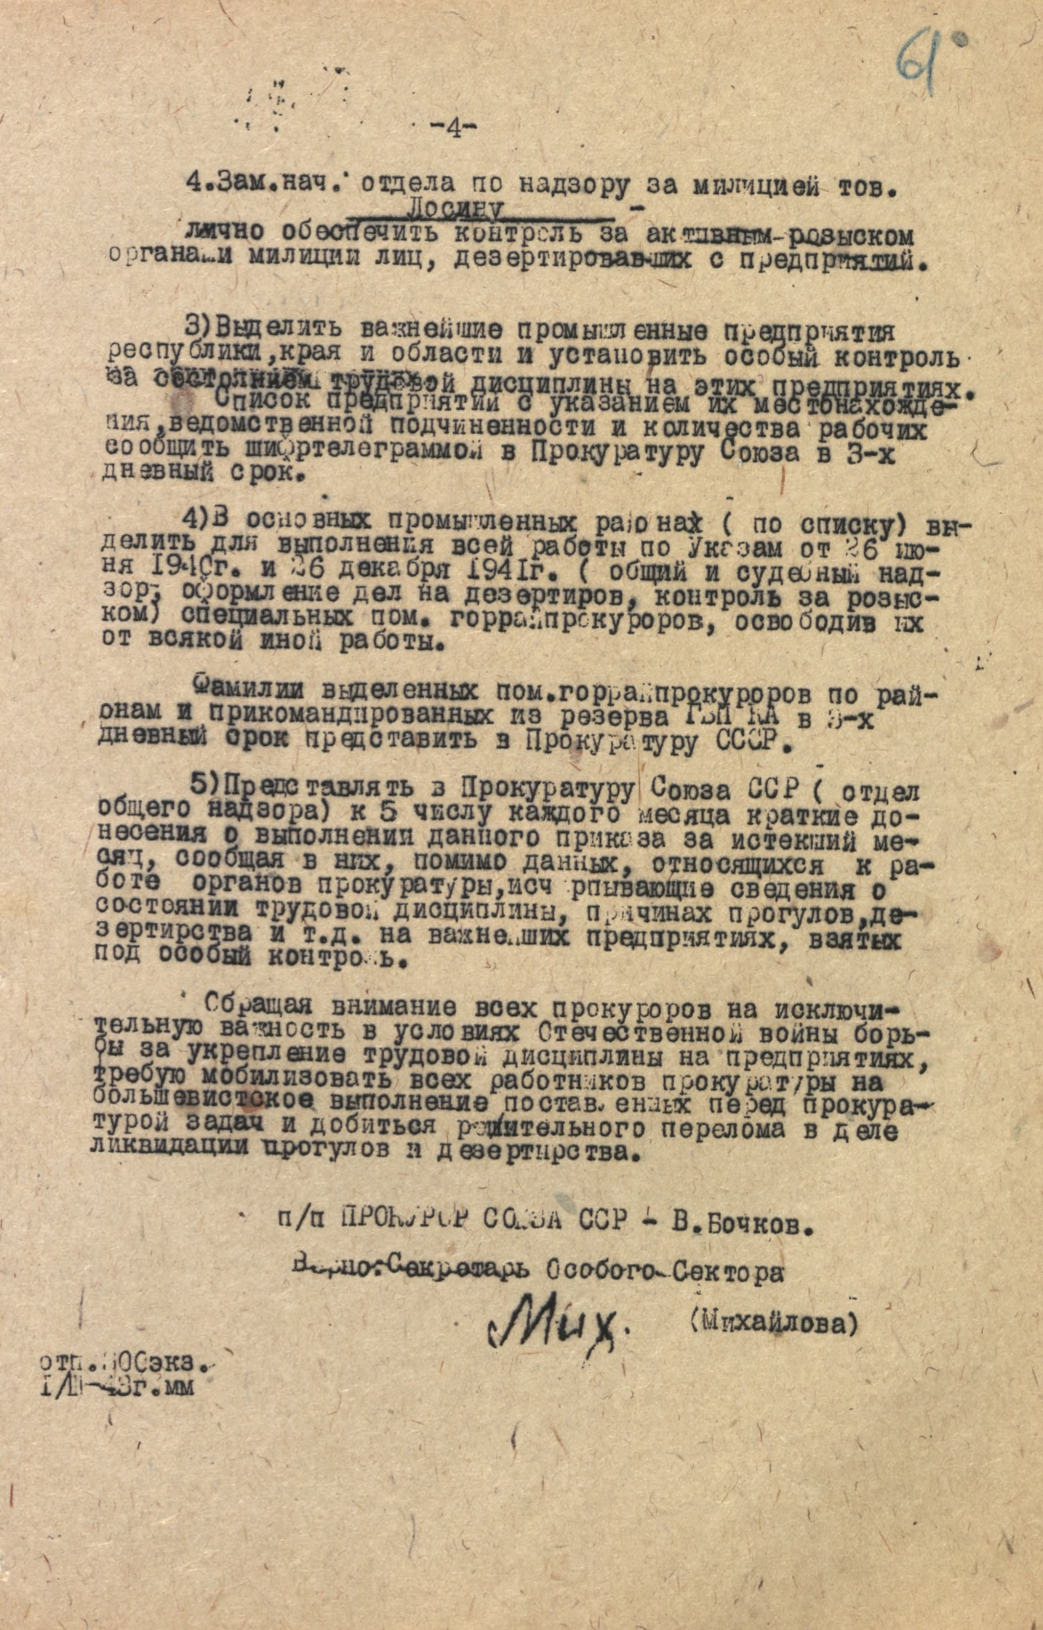 61
-4-
4.Зам.нач. отдела по надзору за милицией тов.
Лосину -
лично обеспечить контроль за активным розыском
органами милиции лиц, дезертировавших с предприятий.
3)Выделить важнейшие промышленные предприятия
республики,края и области и установить особый контроль
за состоянием трудовой дисциплины на этих предприятиях.
Список предприятий с указанием их местонахожде-
ния,ведомственной подчиненности и количества рабочих
сообщить шифртелеграммой в Прокуратуру Союза в 3-х
дневный срок.
4)В основных промышленных районах ( по списку) вы-
делить для выполнения всей работы по Указам от 26 ию-
ня 1940г. и 26 декабря 1941г. ( общий и судебный над-
зор, оформление дел на дезертиров, контроль за розыс-
ком) специальных пом. горрайпрокуроров, освободив их
от всякой иной работы.
Фамилии выделенных пом.горрайпрокуроров по рай-
онам и прикомандированных из резерва ГВП КА в -х
дневный срок представить в Прокуратуру СССР.
5)Представлять в Прокуратуру Союза ССР ( отдел
общего надзора) к 5 числу каждого месяца краткие до-
несения о выполнении данного приказа за истекший ме-
сяц, сообщая в них, помимо данных, относящихся к ра-
боте органов прокуратуры,исчерпывающие сведения о
состоянии трудовой дисциплины, причинах прогулов,де-
зертирства и т.д. на важнейших предприятиях, взятых
под особый контроль.
Обращая внимание всех прокуроров на исключи-
тельную важность в условиях Отечественной войны борь-
бы за укрепление трудовой дисциплины на предприятиях,
требую мобилизовать всех работников прокуратуры на
большевистское выполнение поставленных перед прокура-
турой задач и добиться решительного перелома в деле
ликвидации прогулов и дезертирства.
п/п ПРОКУРОР СОЮЗА ССР - В.Бочков.
Верно:Секретарь Особого Сектора
Мих. (Михайлова)
отп. экз.
г.мм